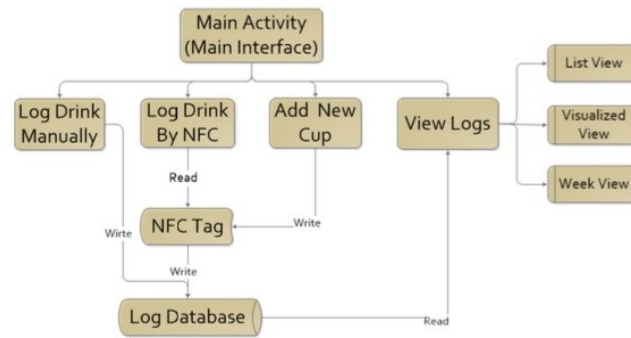 Main Activity
(Main Interface)
List View
Log Drink
Manually
Log Drink
By NFC
Add New
Cup
View Logs
Visualized
View
Read
Week View
NFC Tag
Write
Wirte
Write
Log Database
Read